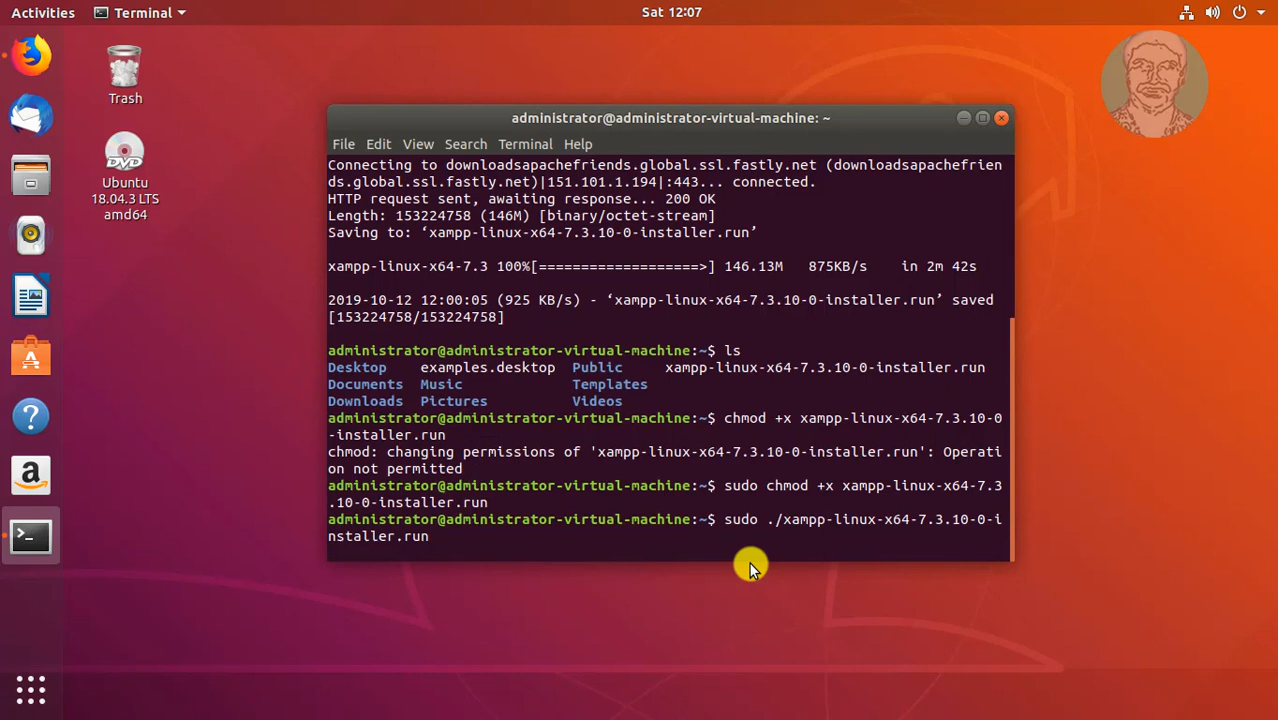 Activities
Terminal
Sat 12:07
Trash
DVD
Ubuntu
18.04.3 LTS
amd64
administrator@administrator-virtual-machine: ~
File Edit View Search Terminal Help
Connecting to downloadsapachefriends.global.ssl.fastly.net (downloadsapachefrien
ds.global.ssl.fastly.net)|151.101.1.194|:443... connected.
HTTP request sent, awaiting response... 200 OK
Length: 153224758 (146M) [binary/octet-stream]
Saving to: ‘xampp-linux-x64-7.3.10-0-installer.run’
xampp-linux-x64-7.3 100%[===================>] 146.13M 875KB/s in 2m 42s
2019-10-12 12:00:05 (925 KB/s) - ‘xampp-linux-x64-7.3.10-0-installer.run’ saved
[153224758/153224758]
administrator@administrator-virtual-machine:~$ ls
Desktop examples.desktop Public xampp-linux-x64-7.3.10-0-installer.run
Documents Music Templates
Downloads Pictures Videos
administrator@administrator-virtual-machine:~$ chmod +x xampp-linux-x64-7.3.10-0
-installer.run
chmod: changing permissions of 'xampp-linux-x64-7.3.10-0-installer.run': Operati
on not permitted
administrator@administrator-virtual-machine:~$ sudo chmod +x xampp-linux-x64-7.3
.10-0-installer.run
administrator@administrator-virtual-machine:~$ sudo ./xampp-linux-x64-7.3.10-0-i
nstaller.run